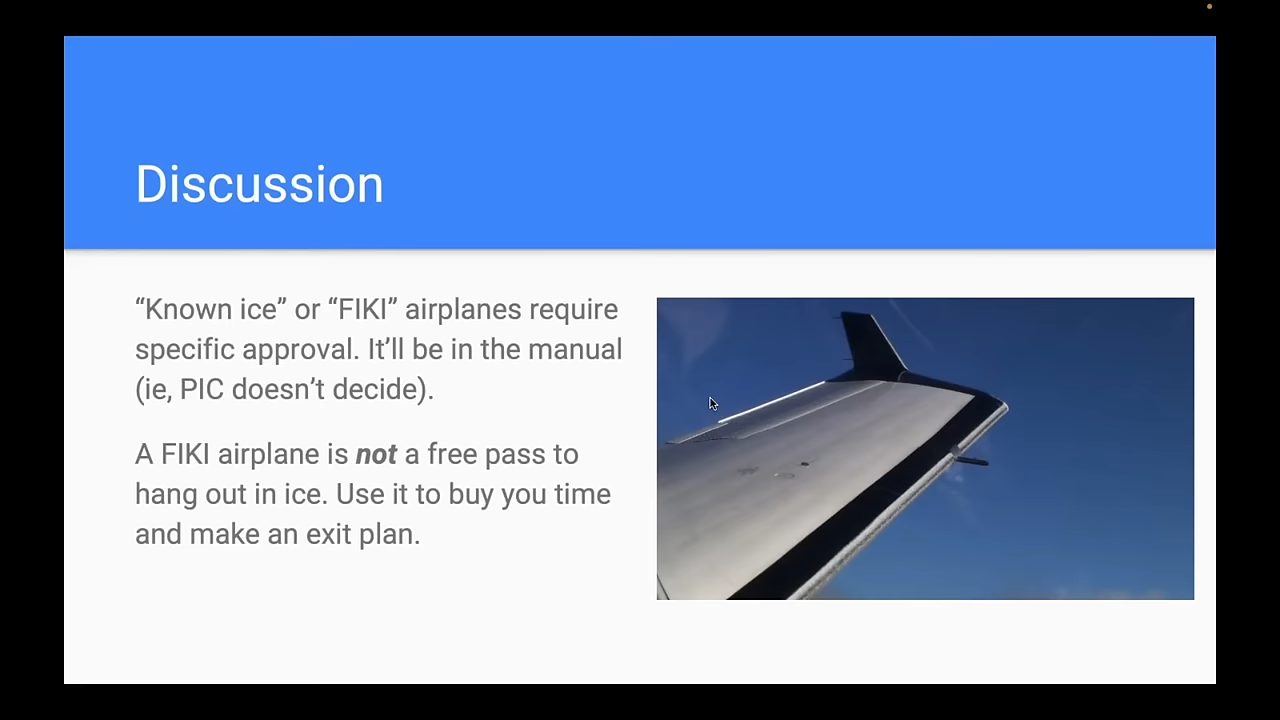 Discussion
“Known ice” or “FIKI” airplanes require
specific approval. It’ll be in the manual
(ie, PIC doesn’t decide).
A FIKI airplane is not a free pass to
hang out in ice. Use it to buy you time
and make an exit plan.